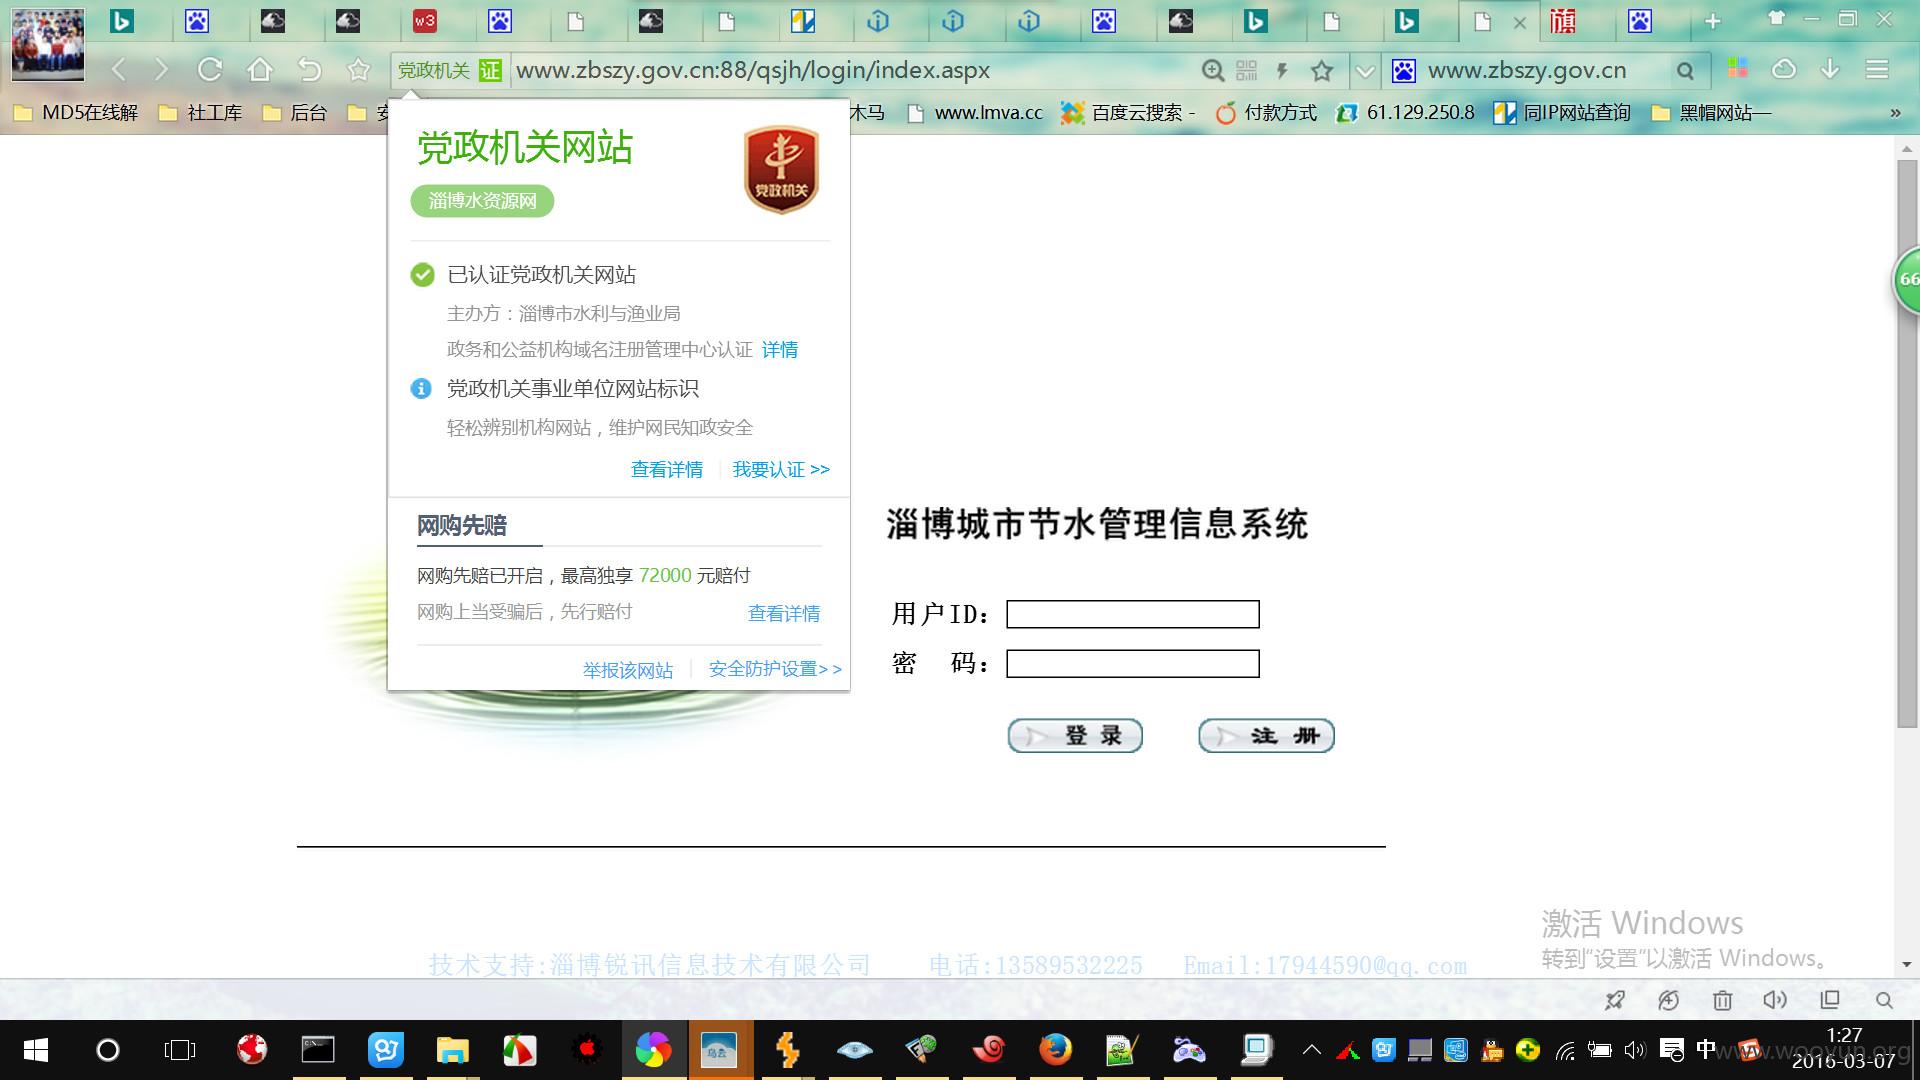 w3
旗
党政机关 证 www.zbszy.gov.cn:88/qsjh/login/index.aspx
www.zbszy.gov.cn
MD5在线解 社工库 后台 安 木马 www.lmva.cc 百度云搜索 - 付款方式 61.129.250.8 同IP网站查询 黑帽网站— »
党政机关网站
党政机关
淄博水资源网
已认证党政机关网站
主办方：淄博市水利与渔业局
政务和公益机构域名注册管理中心认证 详情
党政机关事业单位网站标识
轻松辨别机构网站，维护网民知政安全
查看详情 我要认证 >>
网购先赔
网购先赔已开启，最高独享 72000 元赔付
网购上当受骗后，先行赔付 查看详情
举报该网站 安全防护设置>>
66
淄博城市节水管理信息系统
用户ID：
密 码：
登 录 注 册
技术支持:淄博锐讯信息技术有限公司 电话:13589532225 Email:17944590@qq.com
激活 Windows
转到"设置"以激活 Windows。
乌云
中
1:27
2016-03-07
www.wooyun.org